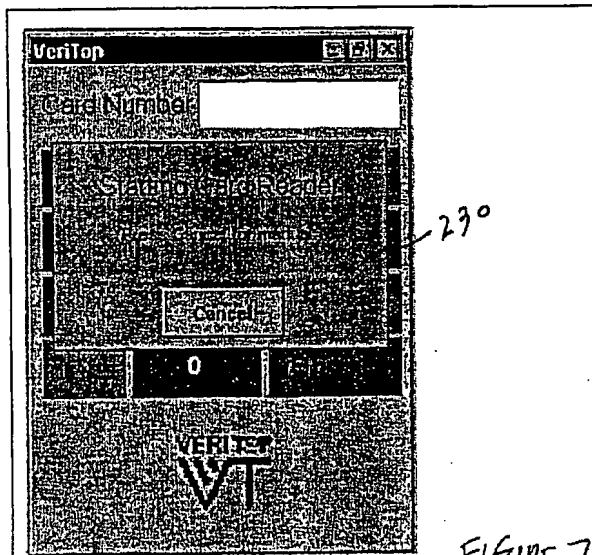 VeriTop
Card Number
Starting Card Reader
Cancel
230
0
VERITOP
VT
FIGURE 7